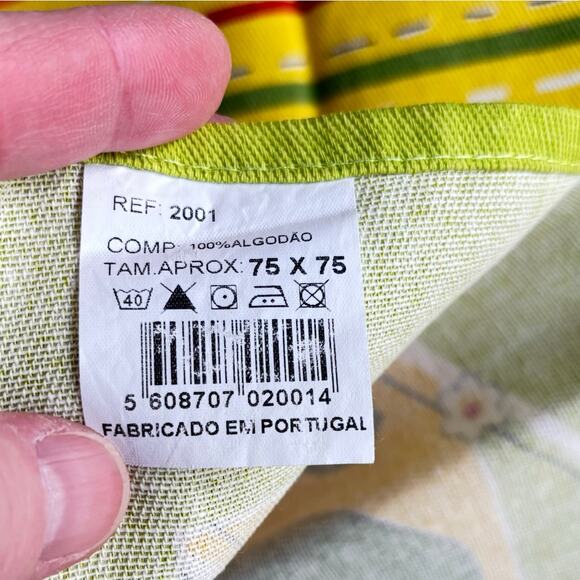 REF: 2001
COMP: 100%ALGODÃO
TAM.APROX: 75 X 75
40
5 608707 020014
FABRICADO EM PORTUGAL